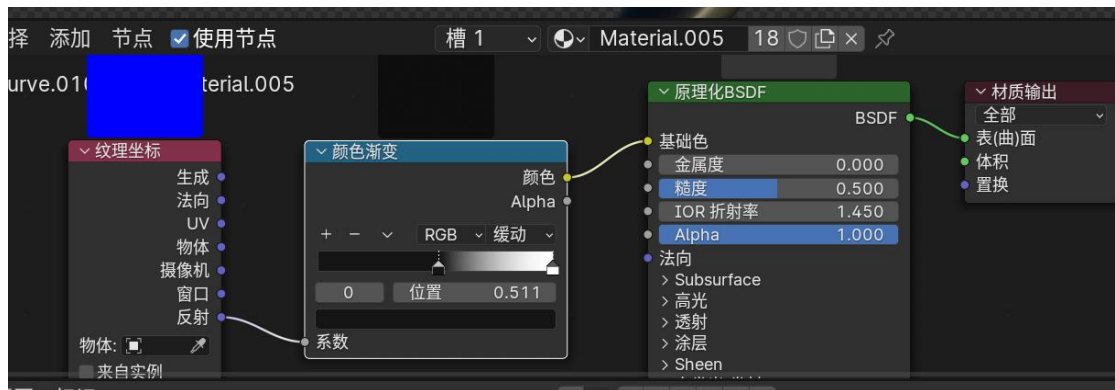 择 添加 节点 使用节点 槽 1 Material.005 18
urve.01 terial.005
纹理坐标
生成
法向
UV
物体
摄像机
窗口
反射
物体:
来自实例
颜色渐变
颜色
Alpha
+ − RGB 缓动
0 位置 0.511
系数
原理化BSDF
BSDF
基础色
金属度 0.000
糙度 0.500
IOR 折射率 1.450
Alpha 1.000
法向
Subsurface
高光
透射
涂层
Sheen
材质输出
全部
表(曲)面
体积
置换